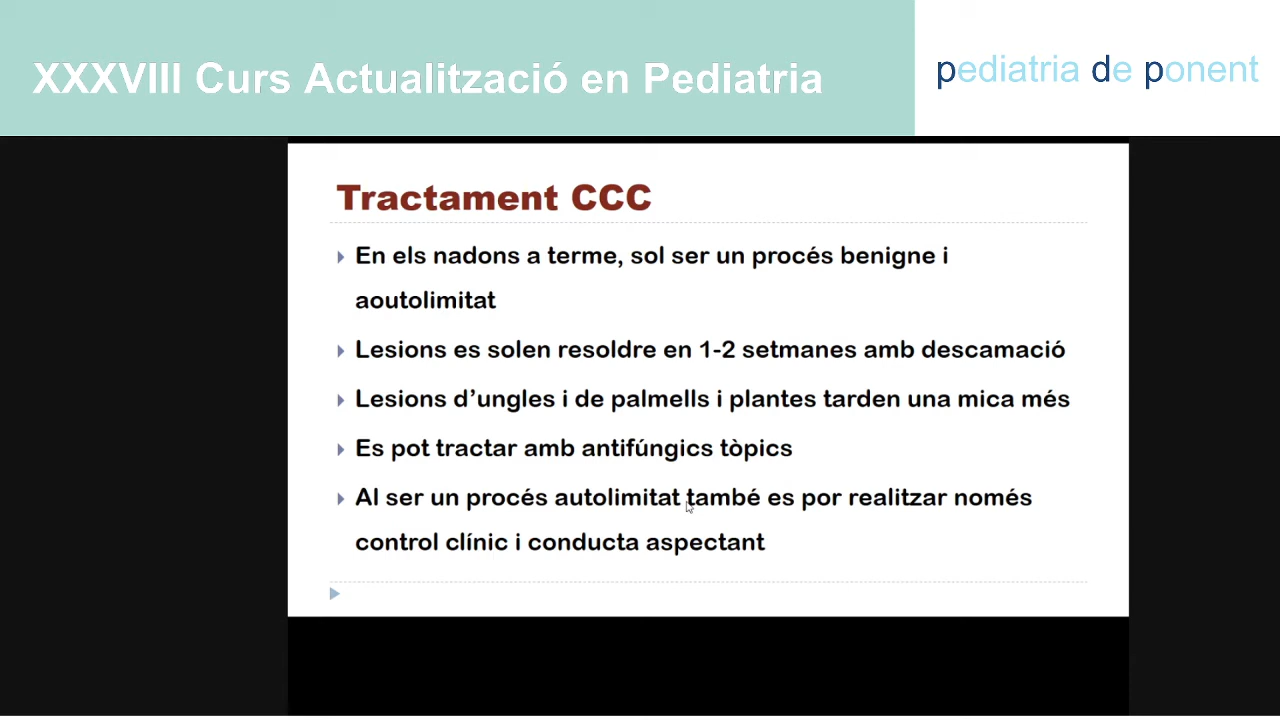 XXXVIII Curs Actualització en Pediatria
pediatria de ponent
Tractament CCC
En els nadons a terme, sol ser un procés benigne i
aoutolimitat
Lesions es solen resoldre en 1-2 setmanes amb descamació
Lesions d’ungles i de palmells i plantes tarden una mica més
Es pot tractar amb antifúngics tòpics
Al ser un procés autolimitat també es por realitzar només
control clínic i conducta aspectant